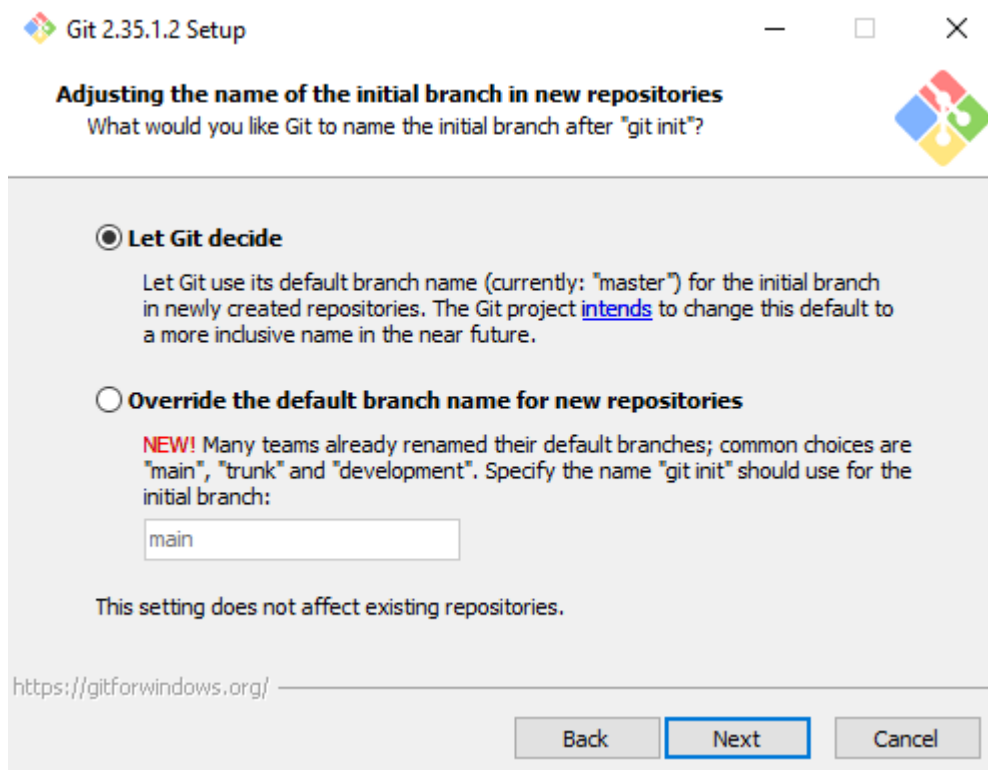 Git 2.35.1.2 Setup
Adjusting the name of the initial branch in new repositories
What would you like Git to name the initial branch after "git init"?
Let Git decide
Let Git use its default branch name (currently: "master") for the initial branch
in newly created repositories. The Git project intends to change this default to
a more inclusive name in the near future.
Override the default branch name for new repositories
NEW! Many teams already renamed their default branches; common choices are
"main", "trunk" and "development". Specify the name "git init" should use for the
initial branch:
main
This setting does not affect existing repositories.
https://gitforwindows.org/
Back Next Cancel